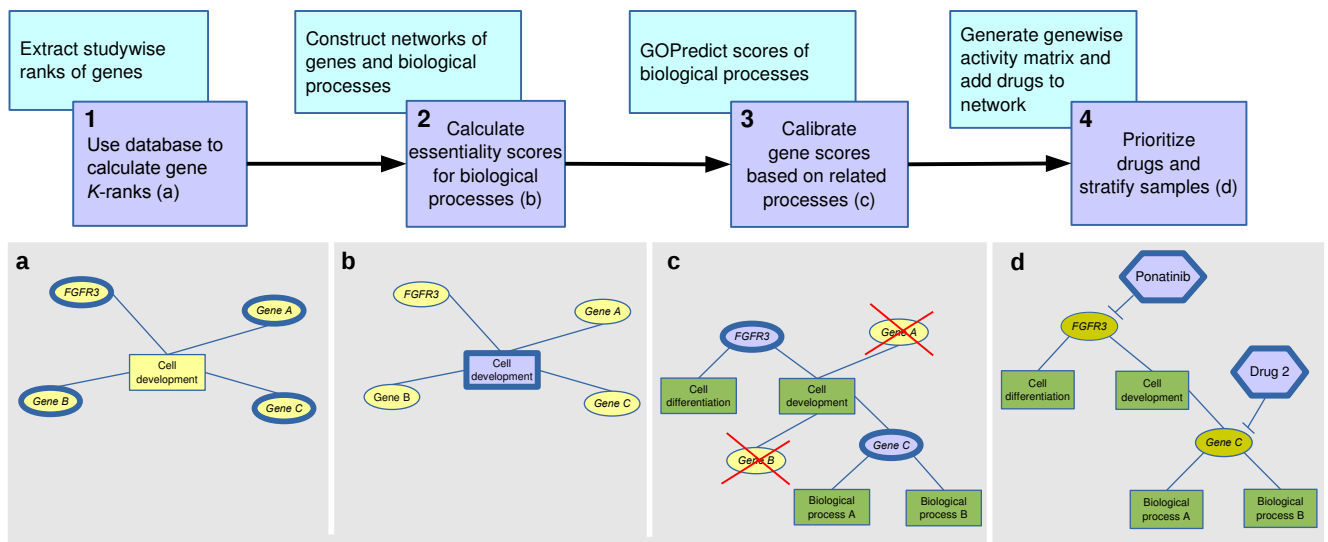 Extract studywise
ranks of genes
1
Use database to
calculate gene
K-ranks (a)
Construct networks of
genes and biological
processes
2
Calculate
essentiality scores
for biological
processes (b)
GOPredict scores of
biological processes
3
Calibrate
gene scores
based on related
processes (c)
Generate genewise
activity matrix and
add drugs to
network
4
Prioritize
drugs and
stratify samples (d)
a
FGFR3
Gene A
Cell
development
Gene B
Gene C
b
FGFR3
Gene A
Cell
development
Gene B
Gene C
c
Gene A
FGFR3
Cell
differentiation
Cell
development
Gene B
Gene C
Biological
process A
Biological
process B
d
Ponatinib
FGFR3
Drug 2
Cell
differentiation
Cell
development
Gene C
Biological
process A
Biological
process B